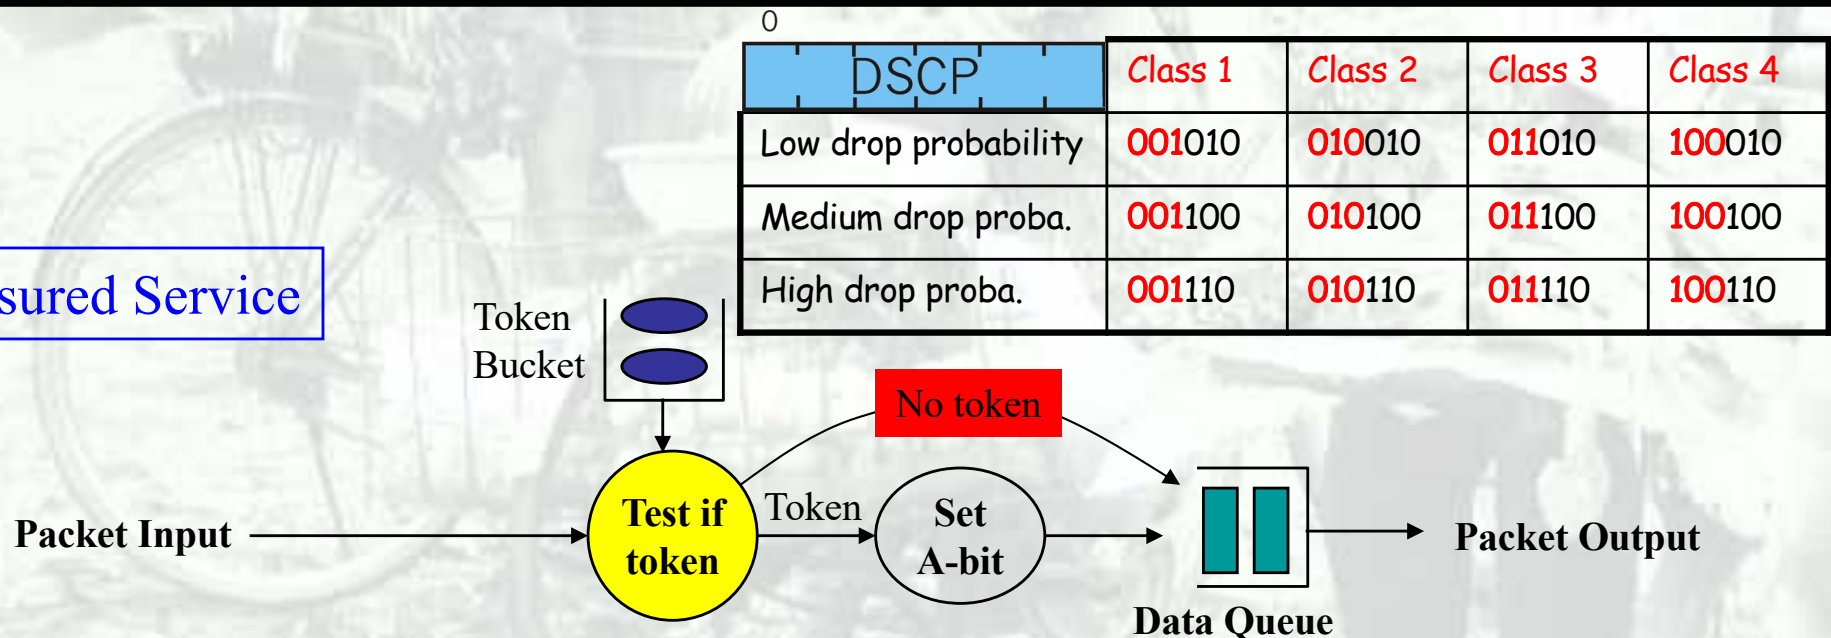 0
DSCP Class 1 Class 2 Class 3 Class 4
Low drop probability 001010 010010 011010 100010
Medium drop proba. 001100 010100 011100 100100
High drop proba. 001110 010110 011110 100110
sured Service
Token
Bucket
No token
Packet Input
Test if
token
Token
Set
A-bit
Packet Output
Data Queue